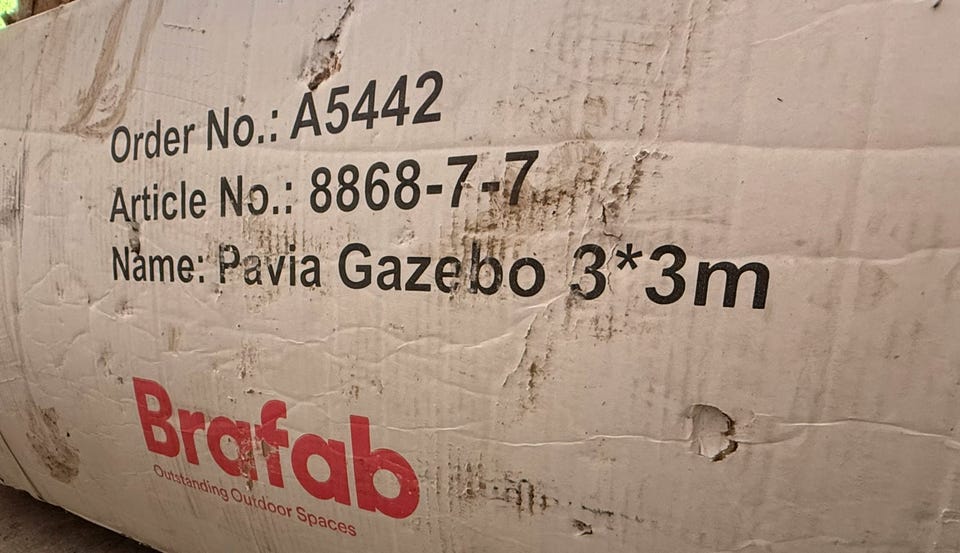 Order No.: A5442
Article No.: 8868-7-7
Name: Pavia Gazebo 3*3m
Brafab
Outstanding Outdoor Spaces